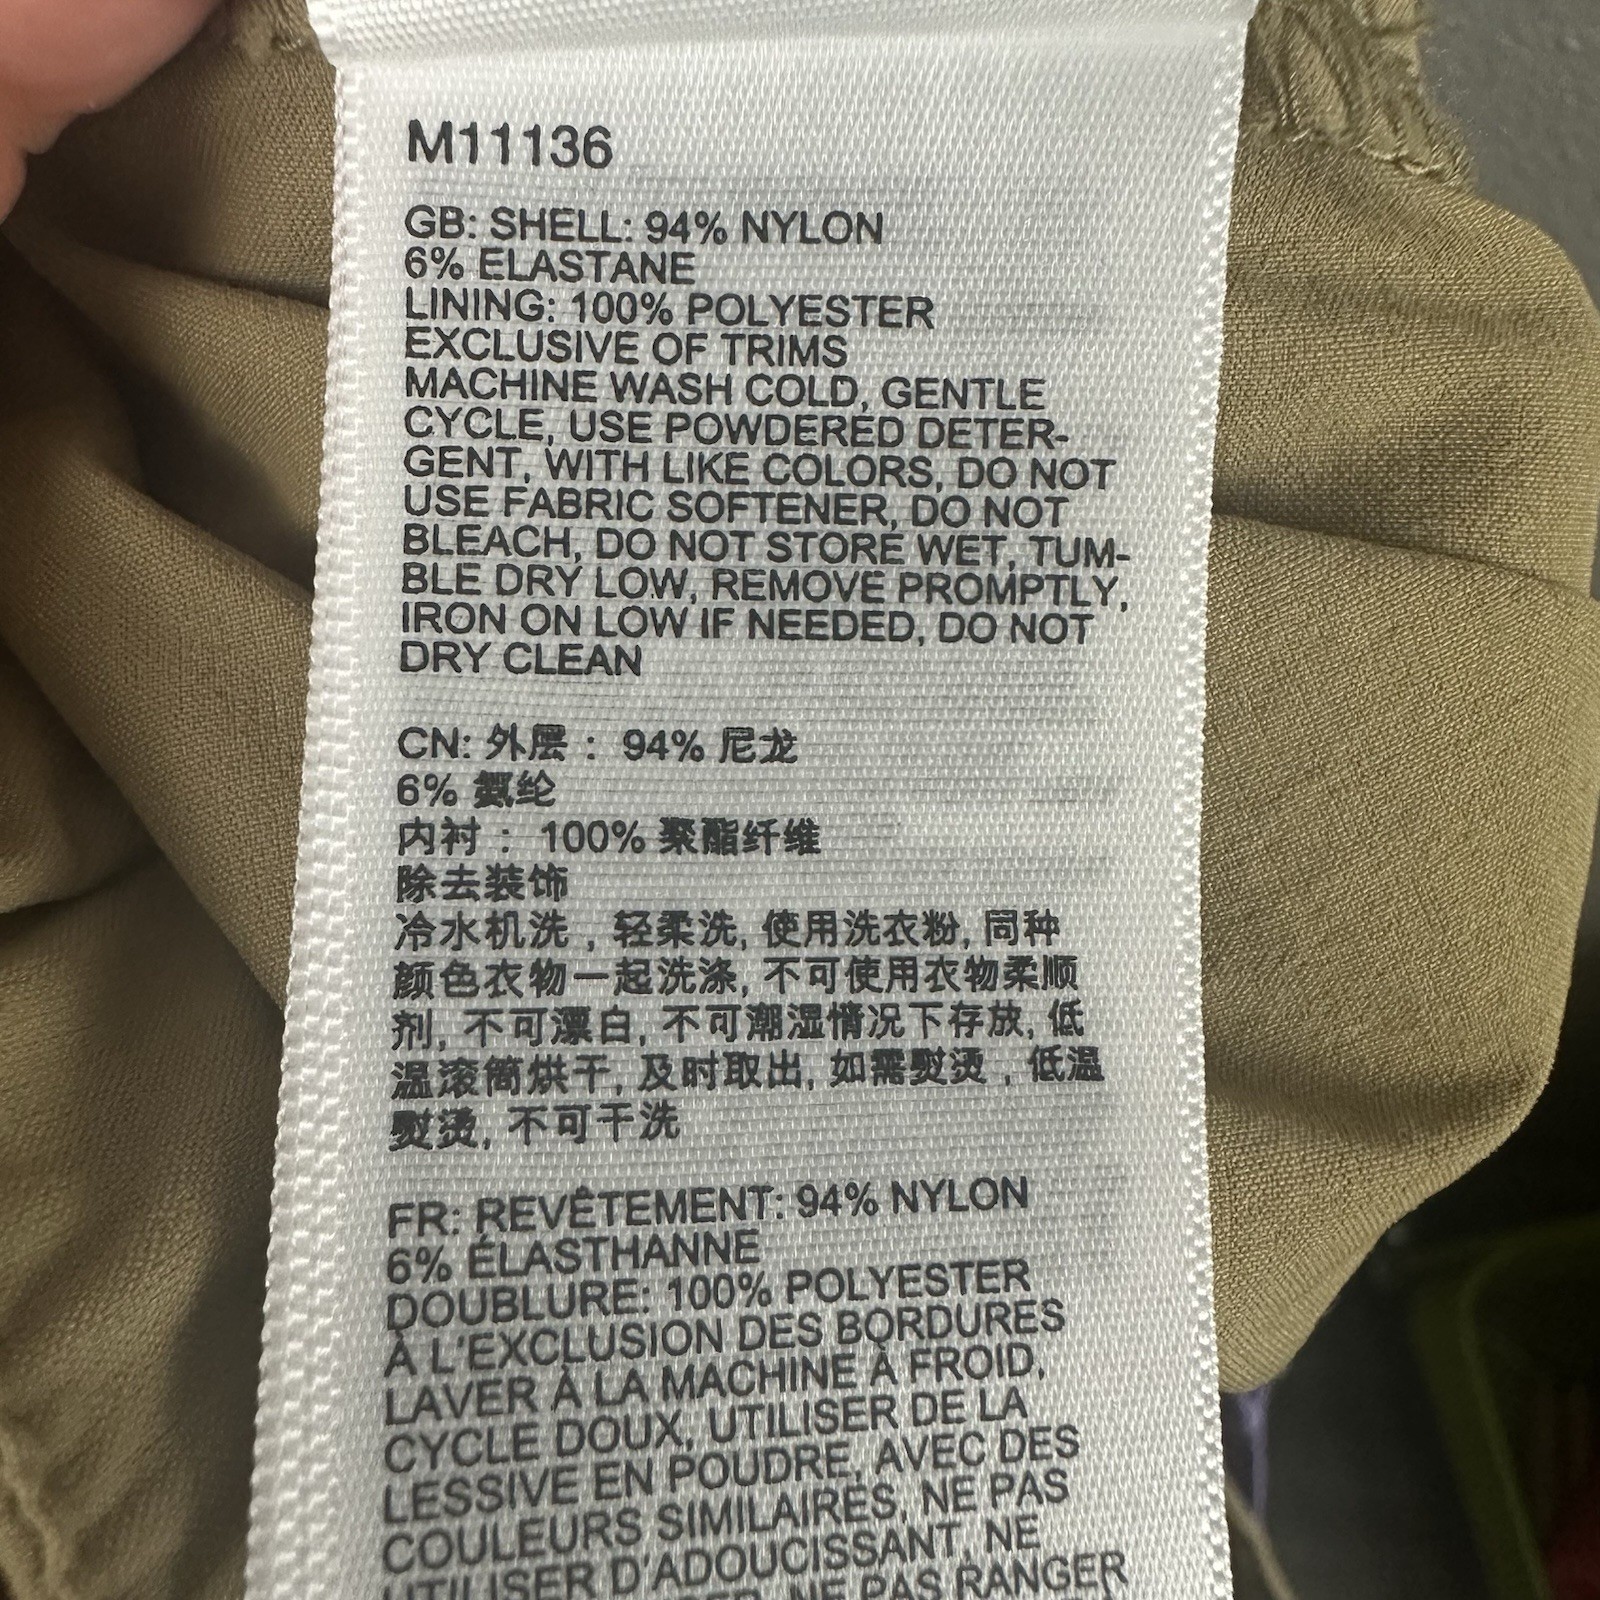 M11136
GB: SHELL: 94% NYLON
6% ELASTANE
LINING: 100% POLYESTER
EXCLUSIVE OF TRIMS
MACHINE WASH COLD, GENTLE
CYCLE, USE POWDERED DETER-
GENT, WITH LIKE COLORS, DO NOT
USE FABRIC SOFTENER, DO NOT
BLEACH, DO NOT STORE WET, TUM-
BLE DRY LOW, REMOVE PROMPTLY,
IRON ON LOW IF NEEDED, DO NOT
DRY CLEAN
CN: 外层 : 94% 尼龙
6% 氨纶
内衬 : 100% 聚酯纤维
除去装饰
冷水机洗 , 轻柔洗, 使用洗衣粉, 同种
颜色衣物一起洗涤, 不可使用衣物柔顺
剂, 不可漂白, 不可潮湿情况下存放, 低
温滚筒烘干, 及时取出, 如需熨烫 , 低温
熨烫, 不可干洗
FR: REVÊTEMENT: 94% NYLON
6% ÉLASTHANNE
DOUBLURE: 100% POLYESTER
À L'EXCLUSION DES BORDURES
LAVER À LA MACHINE À FROID,
CYCLE DOUX, UTILISER DE LA
LESSIVE EN POUDRE, AVEC DES
COULEURS SIMILAIRES, NE PAS
UTILISER D'ADOUCISSANT, NE
NE PAS RANGER